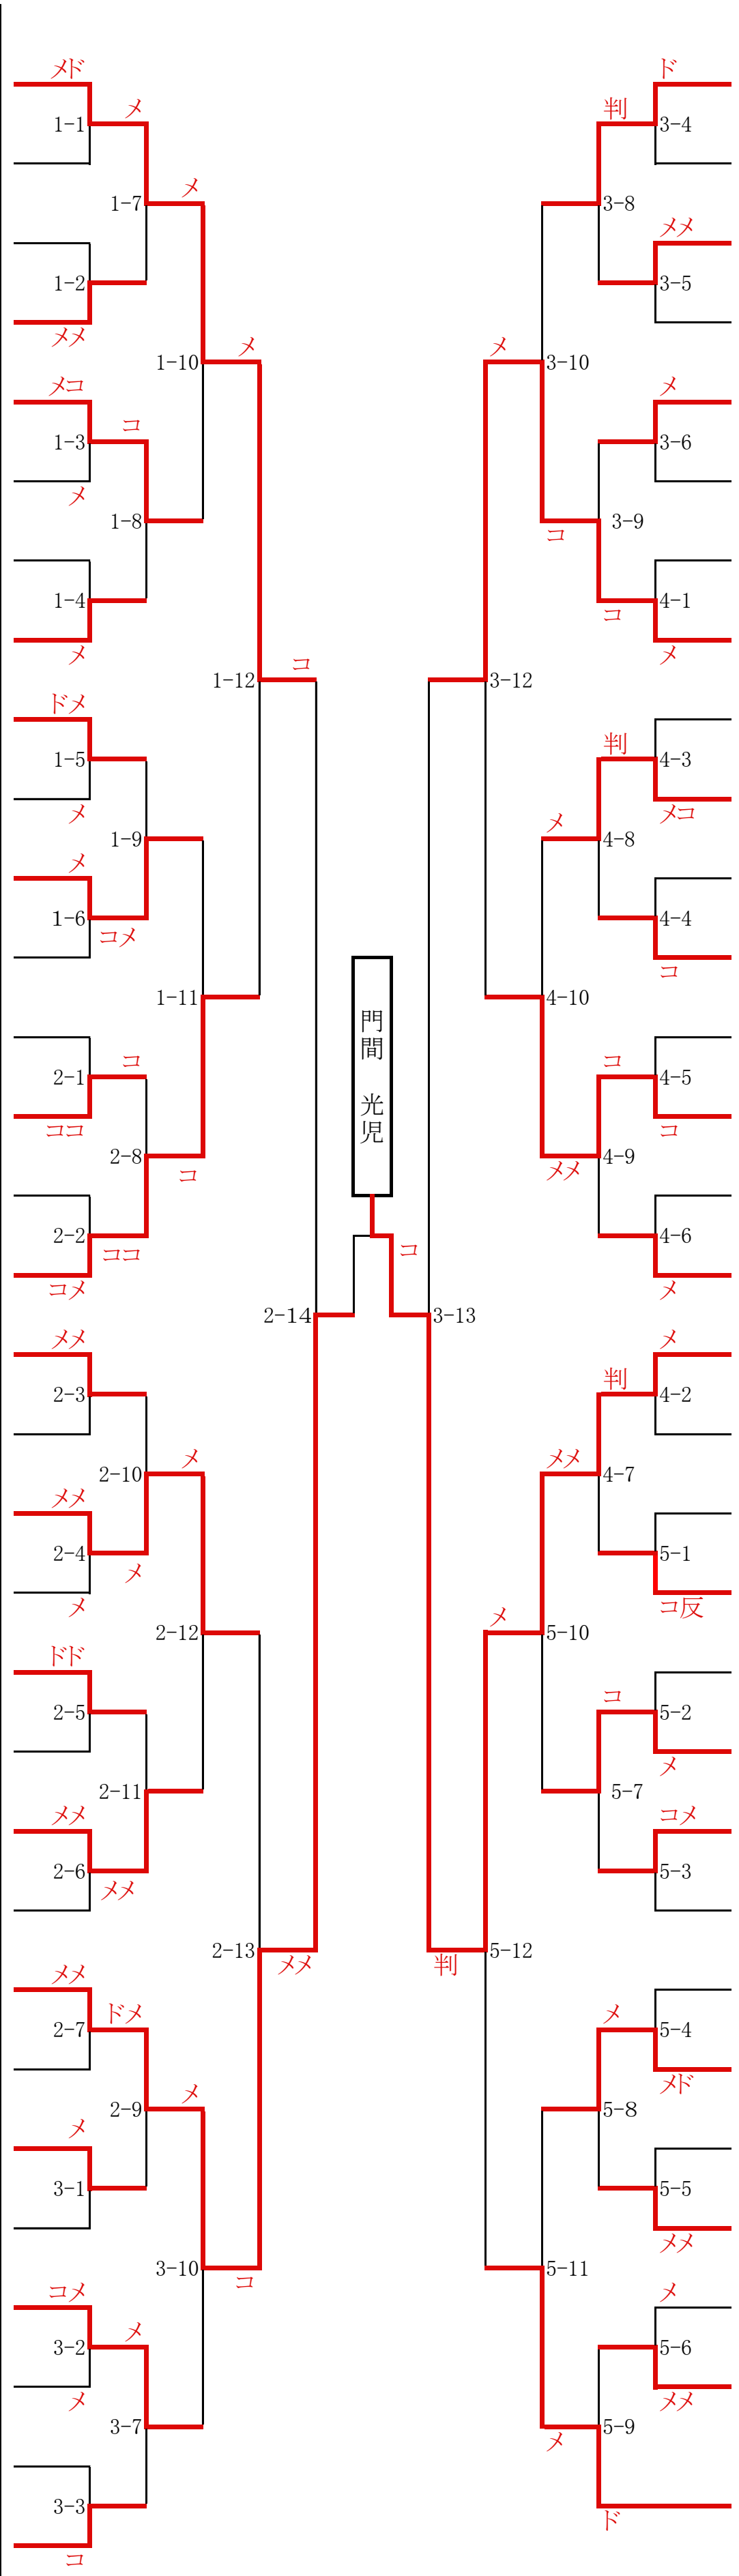 メド
ド
メ
判
1-1
3-4
メ
1-7
3-8
メメ
1-2
3-5
メメ
メ
メ
1-10
3-10
メコ
メ
コ
1-3
3-6
メ
1-8
3-9
コ
1-4
4-1
コ
メ
メ
コ
1-12
3-12
ドメ
判
1-5
4-3
メ
メコ
メ
1-9
4-8
メ
1-6
4-4
コメ
コ
1-11
4-10
門間 光児
コ
コ
2-1
4-5
ココ
コ
2-8
4-9
コ
メメ
2-2
4-6
ココ
コメ
メ
コ
2-14
3-13
メメ
メ
判
2-3
4-2
メ
メメ
2-10
4-7
メメ
2-4
5-1
メ
メ
コ反
メ
2-12
5-10
ドド
コ
2-5
5-2
メ
2-11
5-7
メメ
コメ
2-6
5-3
メメ
2-13
5-12
メメ
判
メメ
ドメ
メ
2-7
5-4
メド
メ
2-9
5-8
メ
3-1
5-5
メメ
3-10
5-11
コ
コメ
メ
メ
3-2
5-6
メ
メメ
3-7
5-9
メ
3-3
ド
コ